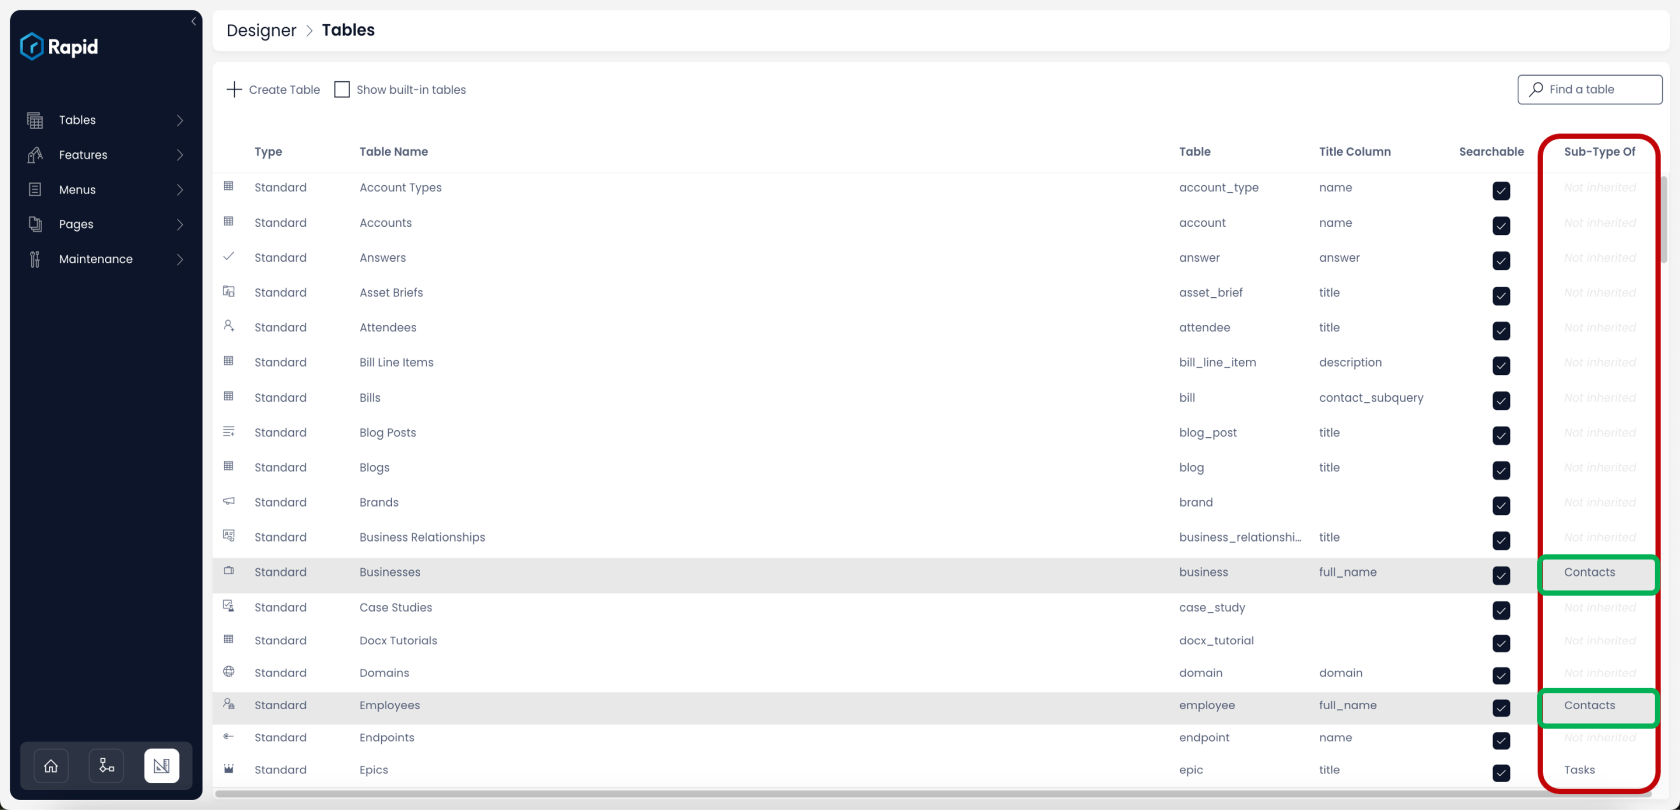 Rapid
Designer > Tables
Create Table Show built-in tables Find a table
Tables
Features
Menus
Pages
Maintenance
Type Table Name Table Title Column Searchable Sub-Type Of
Standard Account Types account_type name Not inherited
Standard Accounts account name Not inherited
Standard Answers answer answer Not inherited
Standard Asset Briefs asset_brief title Not inherited
Standard Attendees attendee title Not inherited
Standard Bill Line Items bill_line_item description Not inherited
Standard Bills bill contact_subquery Not inherited
Standard Blog Posts blog_post title Not inherited
Standard Blogs blog title Not inherited
Standard Brands brand Not inherited
Standard Business Relationships business_relationshi... title Not inherited
Standard Businesses business full_name Contacts
Standard Case Studies case_study Not inherited
Standard Docx Tutorials docx_tutorial Not inherited
Standard Domains domain domain Not inherited
Standard Employees employee full_name Contacts
Standard Endpoints endpoint name Not inherited
Standard Epics epic title Tasks